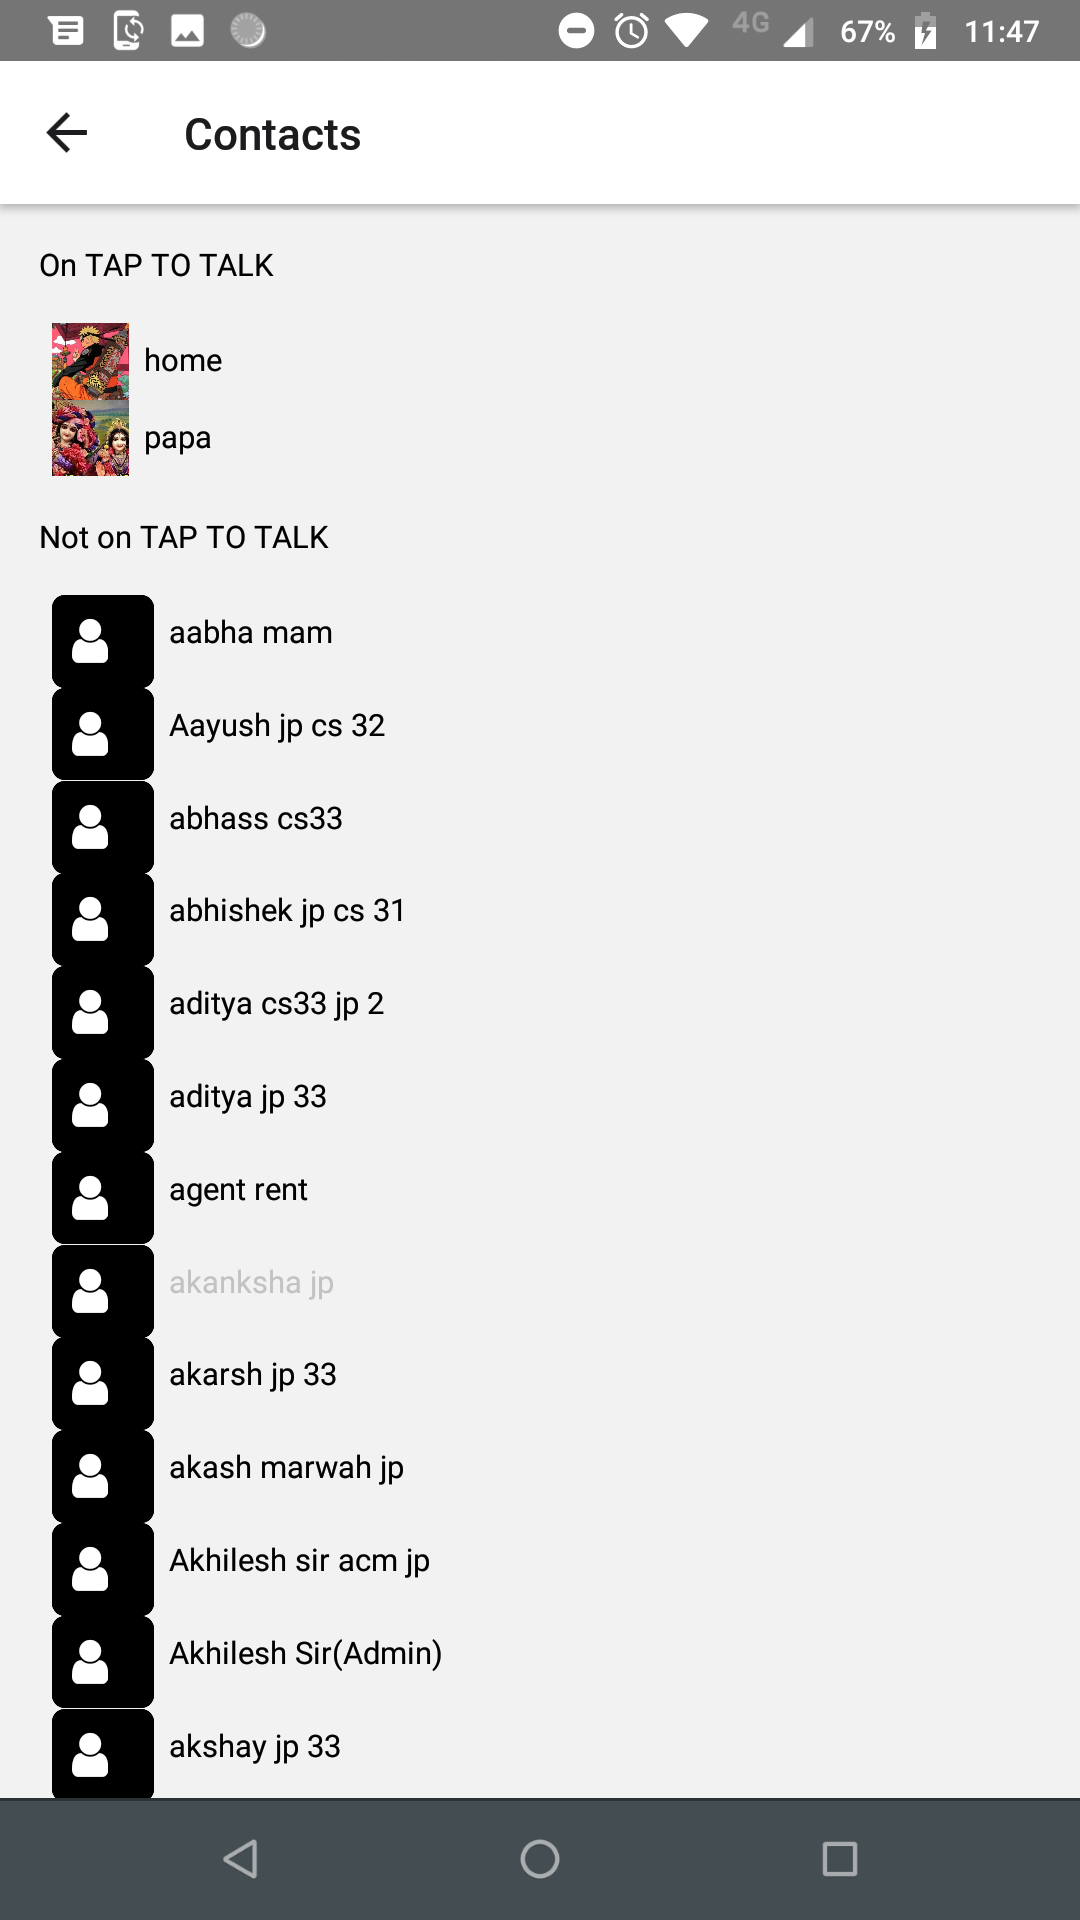 4G 67% 11:47
Contacts
On TAP TO TALK
home
papa
Not on TAP TO TALK
aabha mam
Aayush jp cs 32
abhass cs33
abhishek jp cs 31
aditya cs33 jp 2
aditya jp 33
agent rent
akanksha jp
akarsh jp 33
akash marwah jp
Akhilesh sir acm jp
Akhilesh Sir(Admin)
akshay jp 33